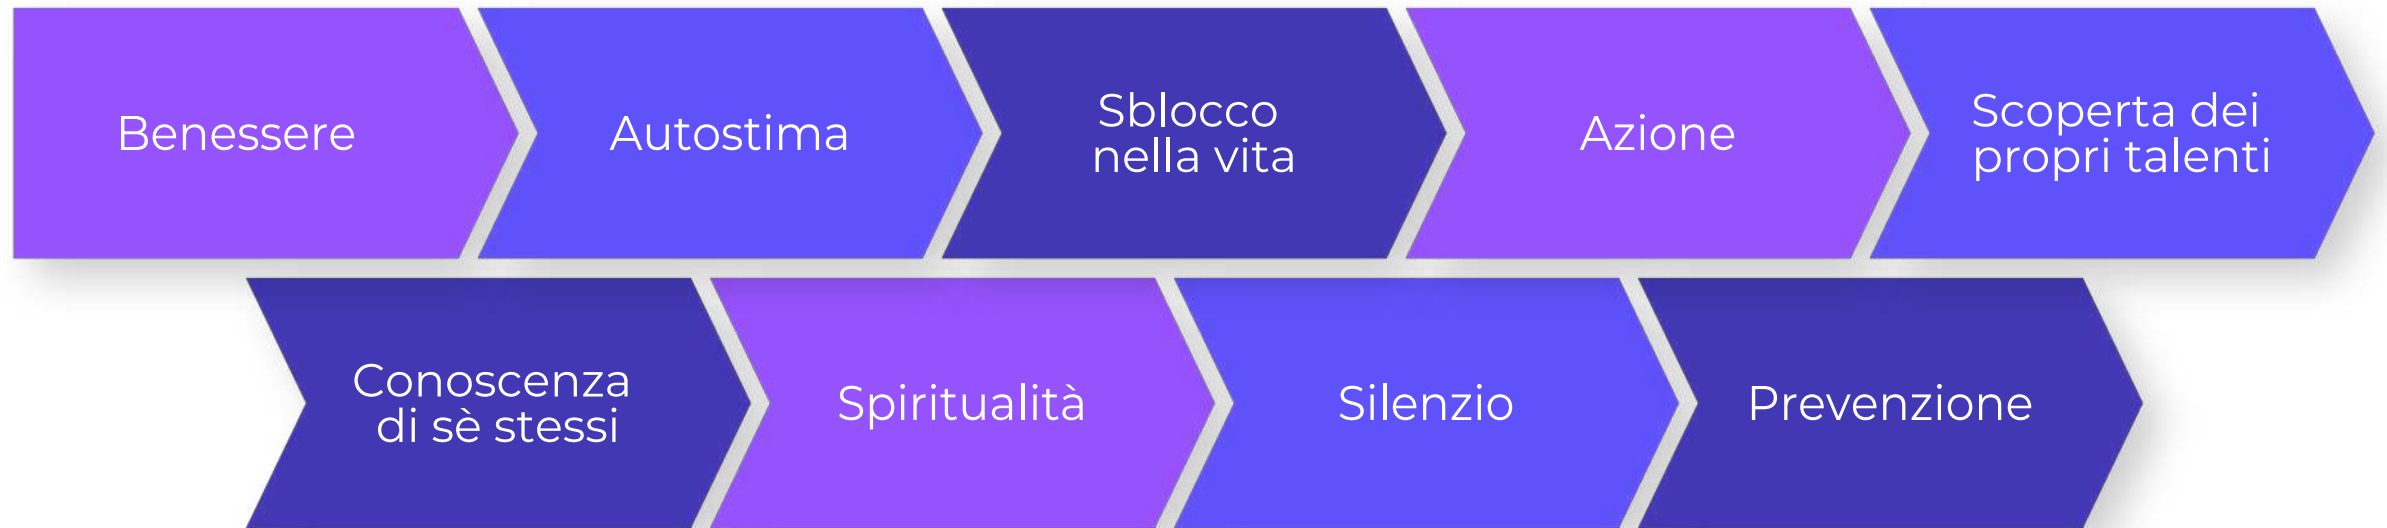 Benessere
Autostima
Sblocco
nella vita
Azione
Scoperta dei
propri talenti
Conoscenza
di sè stessi
Spiritualità
Silenzio
Prevenzione